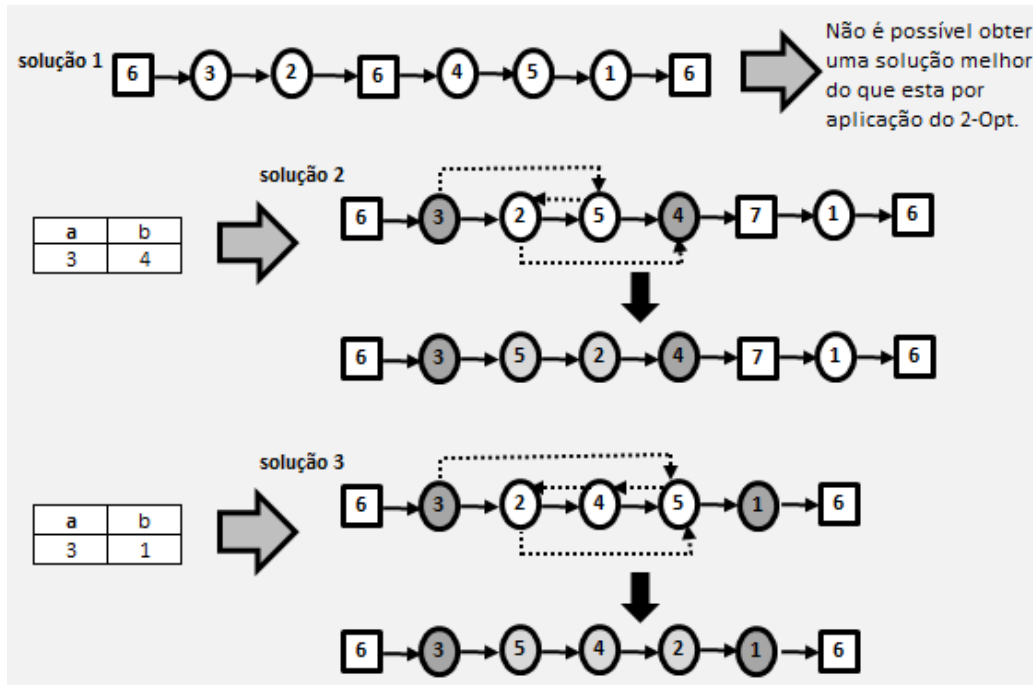 solução 1
6 3 2 6 4 5 1 6
Não é possível obter
uma solução melhor
do que esta por
aplicação do 2-Opt.
solução 2
a b
3 4
6 3 2 5 4 7 1 6
6 3 5 2 4 7 1 6
solução 3
a b
3 1
6 3 2 4 5 1 6
6 3 5 4 2 1 6